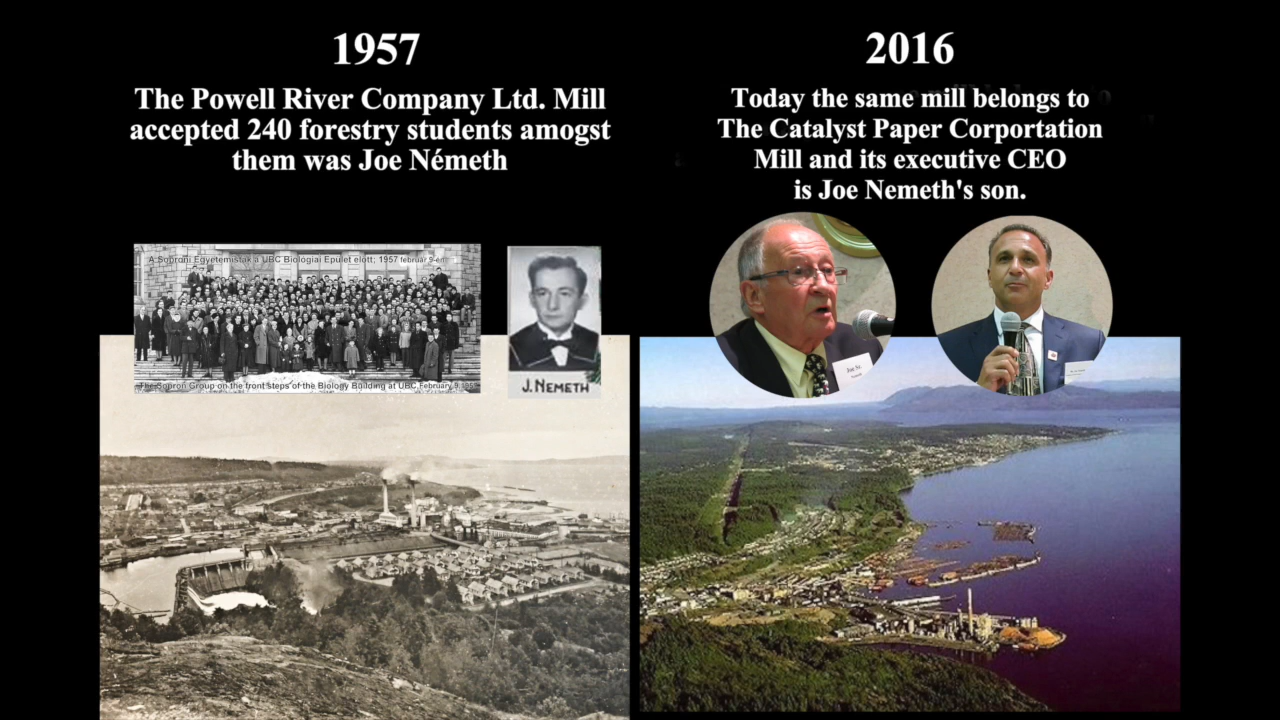 1957
The Powell River Company Ltd. Mill
accepted 240 forestry students amogst
them was Joe Németh
A Soproni Egyetemisták a UBC Biológiai Épület elött; 1957 február 9-én.
The Sopron Group on the front steps of the Biology Building at UBC February 9, 1957
J. NEMETH
2016
Today the same mill belongs to
The Catalyst Paper Corportation
Mill and its executive CEO
is Joe Nemeth's son.